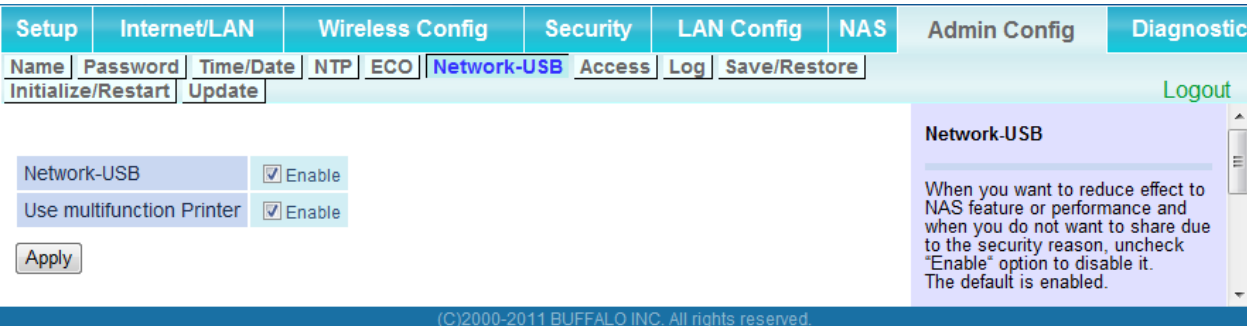 Setup Internet/LAN Wireless Config Security LAN Config NAS Admin Config Diagnostic
Name Password Time/Date NTP ECO Network-USB Access Log Save/Restore
Initialize/Restart Update
Logout
Network-USB Enable
Use multifunction Printer Enable
Apply
Network-USB
When you want to reduce effect to
NAS feature or performance and
when you do not want to share due
to the security reason, uncheck
“Enable“ option to disable it.
The default is enabled.
(C)2000-2011 BUFFALO INC. All rights reserved.